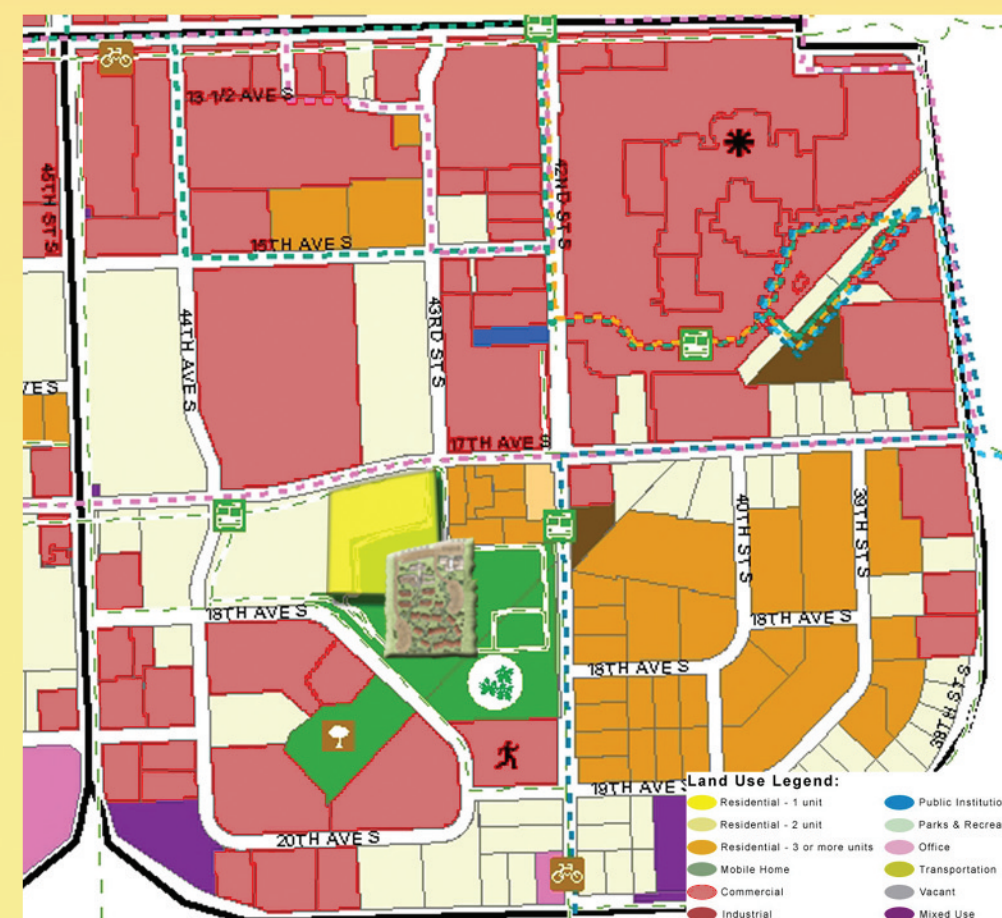 13 1/2 AVE S
45TH ST S
42ND ST S
15TH AVE S
44TH AVE S
43RD ST S
VE S
17TH AVE S
40TH ST S
39TH ST S
18TH AVE S
18TH AVE S
18TH AVE S
38TH ST S
19TH AVE S
20TH AVE S
Land Use Legend:
Residential - 1 unit
Residential - 2 unit
Residential - 3 or more units
Mobile Home
Commercial
Industrial
Public Institutio
Parks & Recrea
Office
Transportation
Vacant
Mixed Use